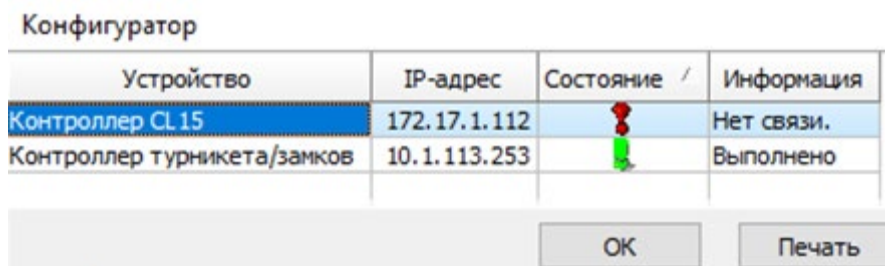 Конфигуратор
Устройство IP-адрес Состояние Информация
Контроллер CL15 172.17.1.112 Нет связи.
Контроллер турникета/замков 10.1.113.253 Выполнено
ОК Печать